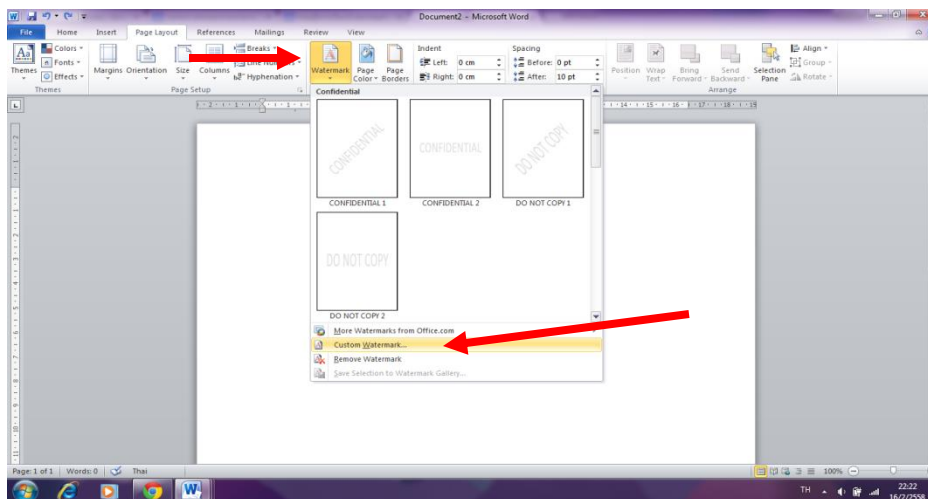 Document2 - Microsoft Word
File Home Insert Page Layout References Mailings Review View
Colors
Fonts
Effects
Themes
Margins Orientation Size Columns
Breaks
Hyphenation
Watermark Page Color Page Borders
Indent
Left: 0 cm
Right: 0 cm
Spacing
Before: 0 pt
After: 10 pt
Position Wrap Text Bring Forward Send Backward Selection Pane
Align
Group
Rotate
Themes Page Setup Arrange
Confidential
CONFIDENTIAL
CONFIDENTIAL
DO NOT COPY
CONFIDENTIAL 1 CONFIDENTIAL 2 DO NOT COPY 1
DO NOT COPY
DO NOT COPY 2
More Watermarks from Office.com
Custom Watermark...
Remove Watermark
Save Selection to Watermark Gallery...
Page: 1 of 1 Words: 0 Thai 100%
TH 22:22
16/2/2558